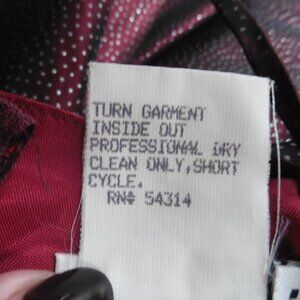 TURN GARMENT
INSIDE OUT
PROFESSIONAL DRY
CLEAN ONLY,SHORT
CYCLE.
RN# 54314